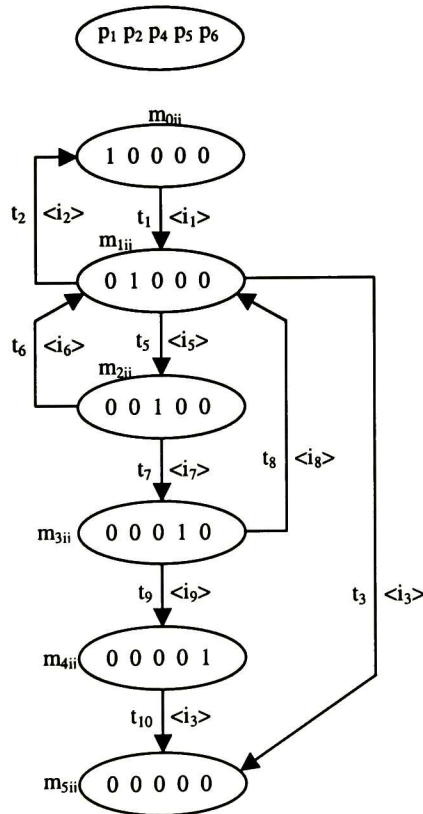 p₁ p₂ p₄ p₅ p₆
m₀ᵢᵢ
1 0 0 0 0
t₂ <i₂>
t₁ <i₁>
m₁ᵢᵢ
0 1 0 0 0
t₆ <i₆>
t₅ <i₅>
m₂ᵢᵢ
0 0 1 0 0
t₇ <i₇>
t₈ <i₈>
m₃ᵢᵢ 0 0 0 1 0
t₉ <i₉>
t₃ <i₃>
m₄ᵢᵢ 0 0 0 0 1
t₁₀ <i₃>
0 0 0 0 0
m₅ᵢᵢ